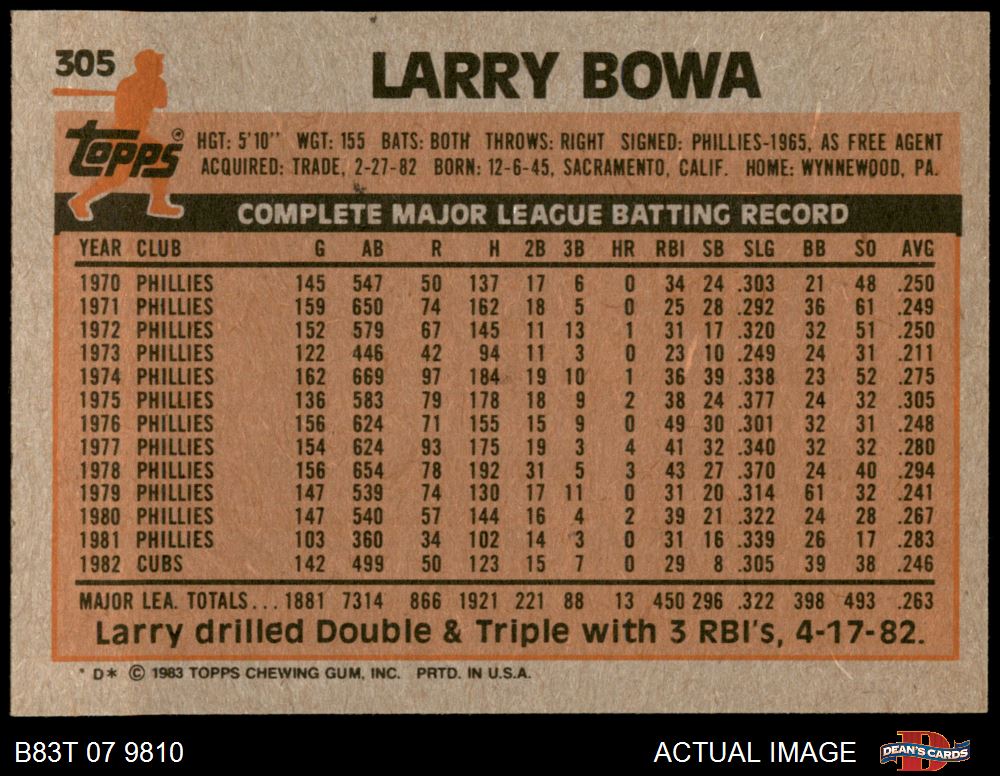 305
LARRY BOWA
topps®
HGT: 5'10'' WGT: 155 BATS: BOTH THROWS: RIGHT SIGNED: PHILLIES-1965, AS FREE AGENT
ACQUIRED: TRADE, 2-27-82 BORN: 12-6-45, SACRAMENTO, CALIF. HOME: WYNNEWOOD, PA.
COMPLETE MAJOR LEAGUE BATTING RECORD
YEAR CLUB G AB R H 2B 3B HR RBI SB SLG BB SO AVG
1970 PHILLIES 145 547 50 137 17 6 0 34 24 .303 21 48 .250
1971 PHILLIES 159 650 74 162 18 5 0 25 28 .292 36 61 .249
1972 PHILLIES 152 579 67 145 11 13 1 31 17 .320 32 51 .250
1973 PHILLIES 122 446 42 94 11 3 0 23 10 .249 24 31 .211
1974 PHILLIES 162 669 97 184 19 10 1 36 39 .338 23 52 .275
1975 PHILLIES 136 583 79 178 18 9 2 38 24 .377 24 32 .305
1976 PHILLIES 156 624 71 155 15 9 0 49 30 .301 32 31 .248
1977 PHILLIES 154 624 93 175 19 3 4 41 32 .340 32 32 .280
1978 PHILLIES 156 654 78 192 31 5 3 43 27 .370 24 40 .294
1979 PHILLIES 147 539 74 130 17 11 0 31 20 .314 61 32 .241
1980 PHILLIES 147 540 57 144 16 4 2 39 21 .322 24 28 .267
1981 PHILLIES 103 360 34 102 14 3 0 31 16 .339 26 17 .283
1982 CUBS 142 499 50 123 15 7 0 29 8 .305 39 38 .246
MAJOR LEA. TOTALS... 1881 7314 866 1921 221 88 13 450 296 .322 398 493 .263
Larry drilled Double & Triple with 3 RBI's, 4-17-82.
* D* © 1983 TOPPS CHEWING GUM, INC. PRTD. IN U.S.A.
B83T 07 9810 ACTUAL IMAGE DEAN'S CARDS